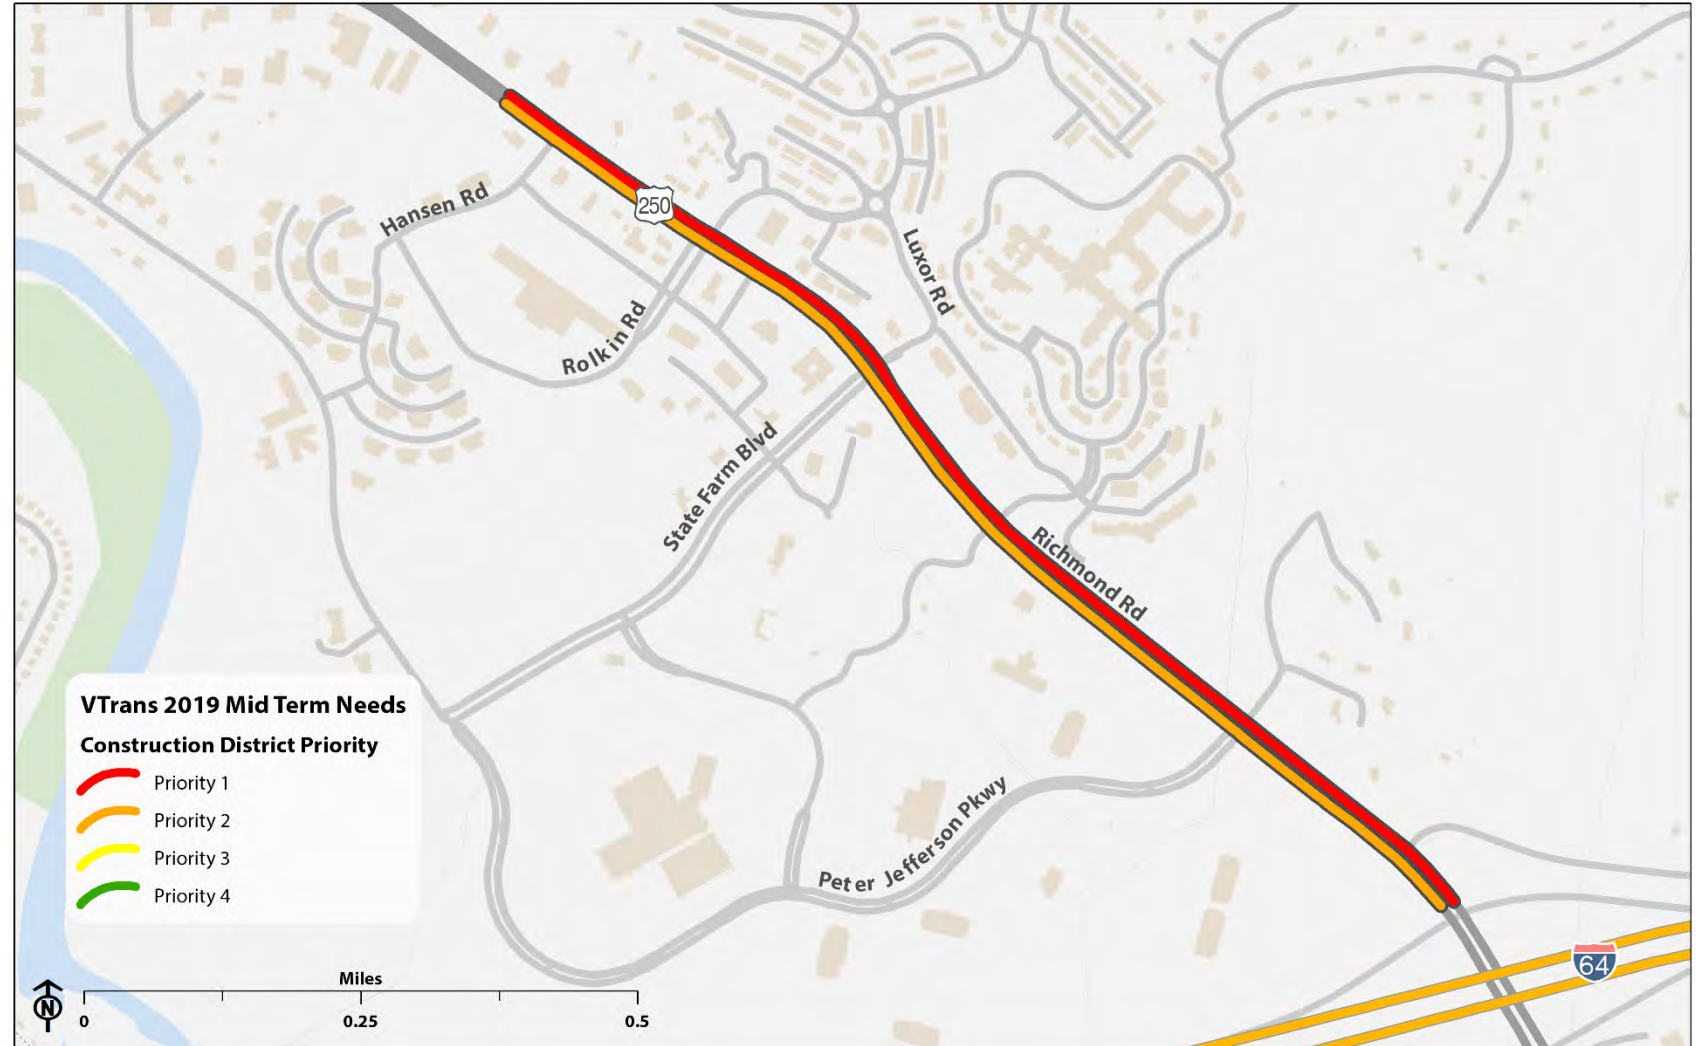 Hansen Rd
250
Luxor Rd
Rolkin Rd
State Farm Blvd
Richmond Rd
VTrans 2019 Mid Term Needs
Construction District Priority
Priority 1
Priority 2
Priority 3
Priority 4
Peter Jefferson Pkwy
64
Miles
N
0
0.25
0.5